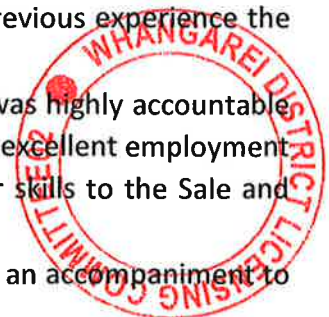 revious experience the
was highly accountable
excellent employment
r skills to the Sale and
an accompaniment to
WHANGAREI DISTRICT LICENSING COMMITTEE